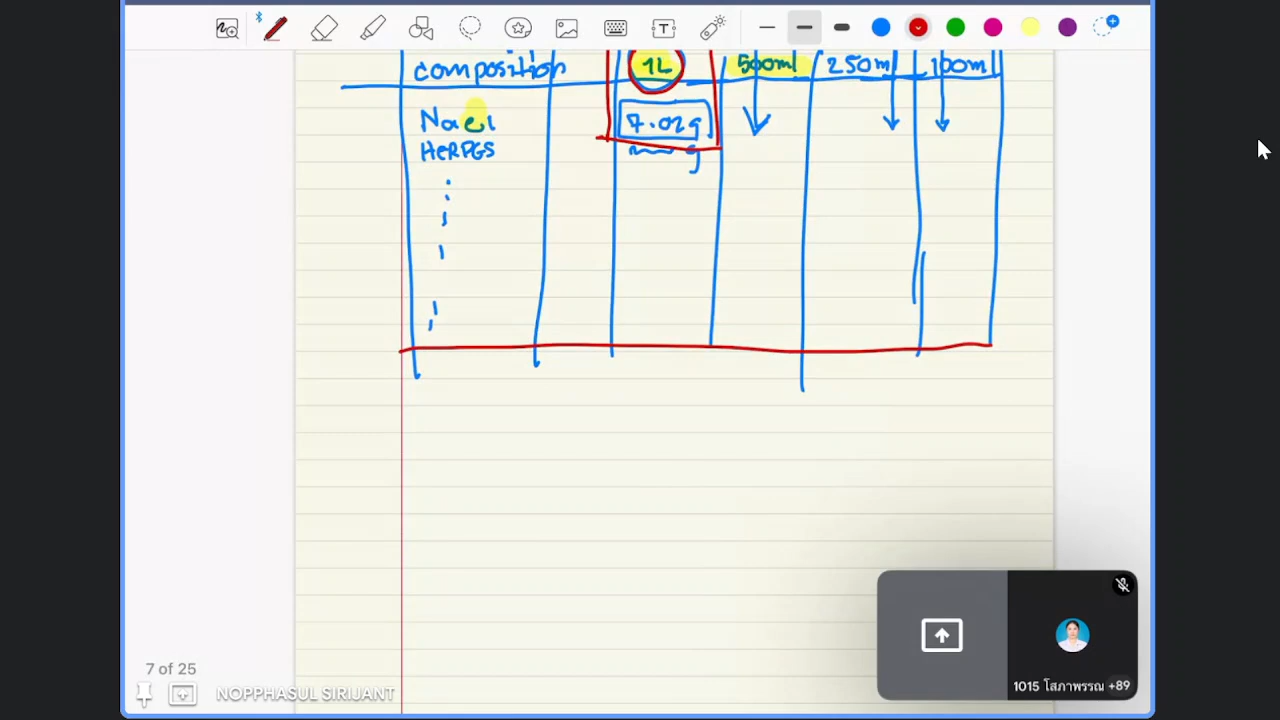 composition 1L 500ml 250ml 100ml
Nacl 7.02g
HERPGS g
7 of 25
NOPPHASUL SIRIJANT
1015 โสภาพรรณ +89